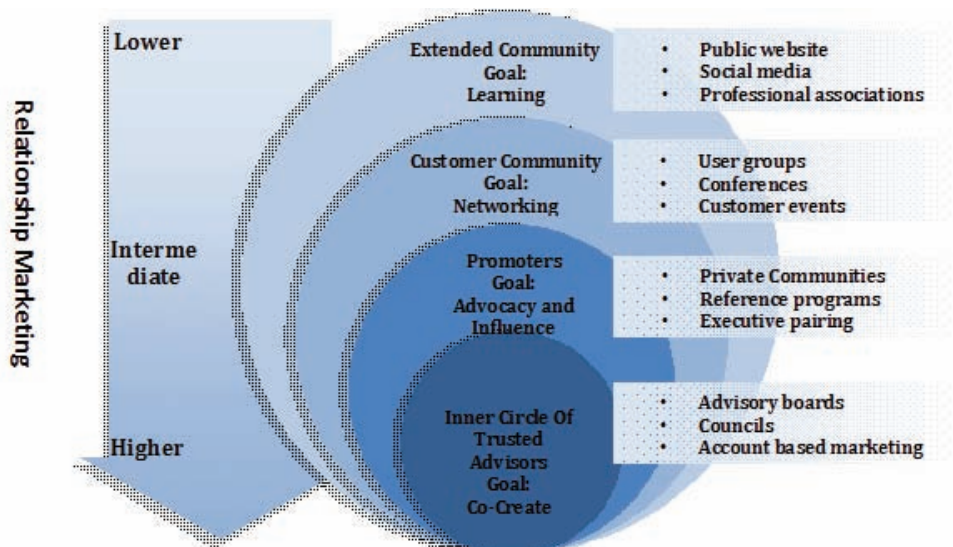 Relationship Marketing
Lower
Interme
diate
Higher
Extended Community
Goal:
Learning
• Public website
• Social media
• Professional associations
Customer Community
Goal:
Networking
• User groups
• Conferences
• Customer events
Promoters
Goal:
Advocacy and
Influence
• Private Communities
• Reference programs
• Executive pairing
Inner Circle Of
Trusted
Advisors
Goal:
Co-Create
• Advisory boards
• Councils
• Account based marketing